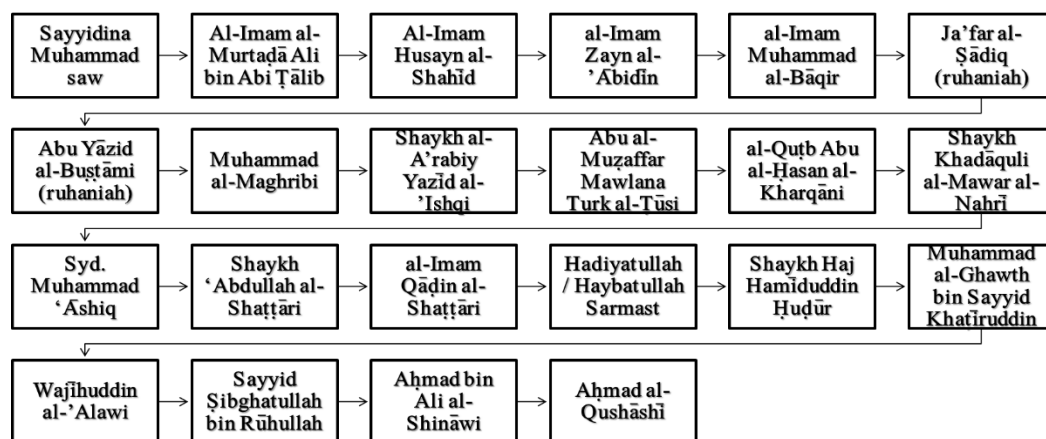 Sayyidina
Muhammad
saw
Al-Imam al-
Murtaḍā Ali
bin Abi Ṭālib
Al-Imam
Husayn al-
Shahīd
al-Imam
Zayn al-
’Ābidīn
al-Imam
Muhammad
al-Bāqir
Ja’far al-
Ṣādiq
(ruhaniah)
Abu Yāzid
al-Busṭāmi
(ruhaniah)
Muhammad
al-Maghribi
Shaykh al-
A’rabiy
Yazīd al-
’Ishqi
Abu al-
Muẓaffar
Mawlana
Turk al-Ṭūsi
al-Quṭb Abu
al-Ḥasan al-
Kharqāni
Shaykh
Khadāquli
al-Mawar al-
Nahrī
Syd.
Muhammad
‘Āshiq
Shaykh
‘Abdullah al-
Shaṭṭāri
al-Imam
Qāḍin al-
Shaṭṭāri
Hadiyatullah
/ Haybatullah
Sarmast
Shaykh Haj
Ḥamīduddin
Ḥuḍūr
Muhammad
al-Ghawth
bin Sayyid
Khaṭīruddin
Wajīhuddin
al-’Alawi
Sayyid
Ṣibghatullah
bin Rūhullah
Aḥmad bin
Ali al-
Shināwi
Aḥmad al-
Qushāshī